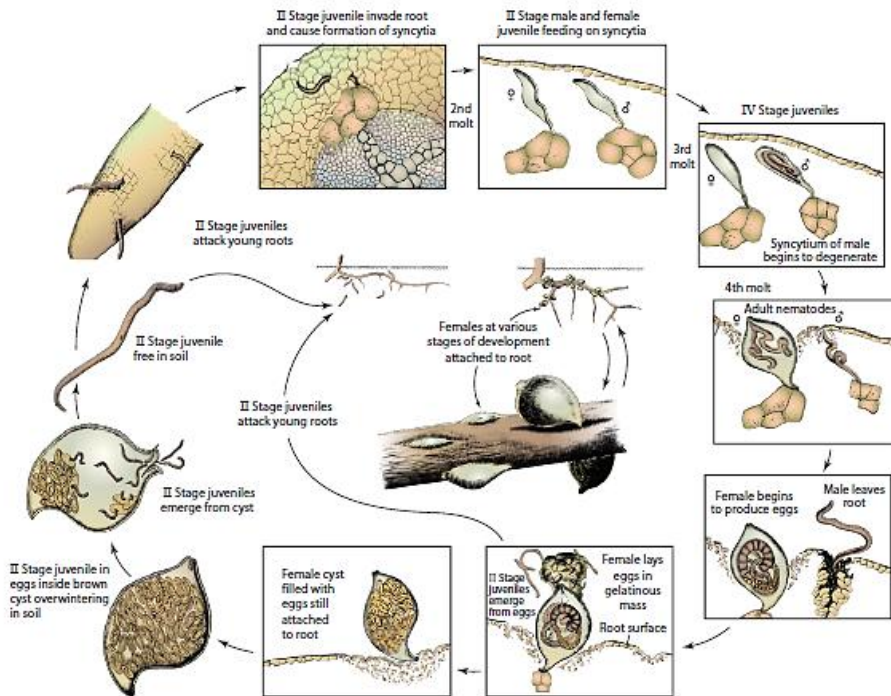 II Stage juvenile invade root
and cause formation of syncytia
II Stage male and female
juvenile feeding on syncytia
2nd
molt
♀
♂
IV Stage juveniles
3rd
molt
♀
♂
Syncytium of male
begins to degenerate
4th molt
Adult nematodes
♀
♂
II Stage juveniles
attack young roots
II Stage juvenile
free in soil
Females at various
stages of development
attached to root
II Stage juveniles
attack young roots
II Stage juveniles
emerge from cyst
Female begins
to produce eggs
Male leaves
root
II Stage juvenile in
eggs inside brown
cyst overwintering
in soil
Female cyst
filled with
eggs still
attached
to root
II Stage
juveniles
emerge
from eggs
Female lays
eggs in
gelatinous
mass
Root surface